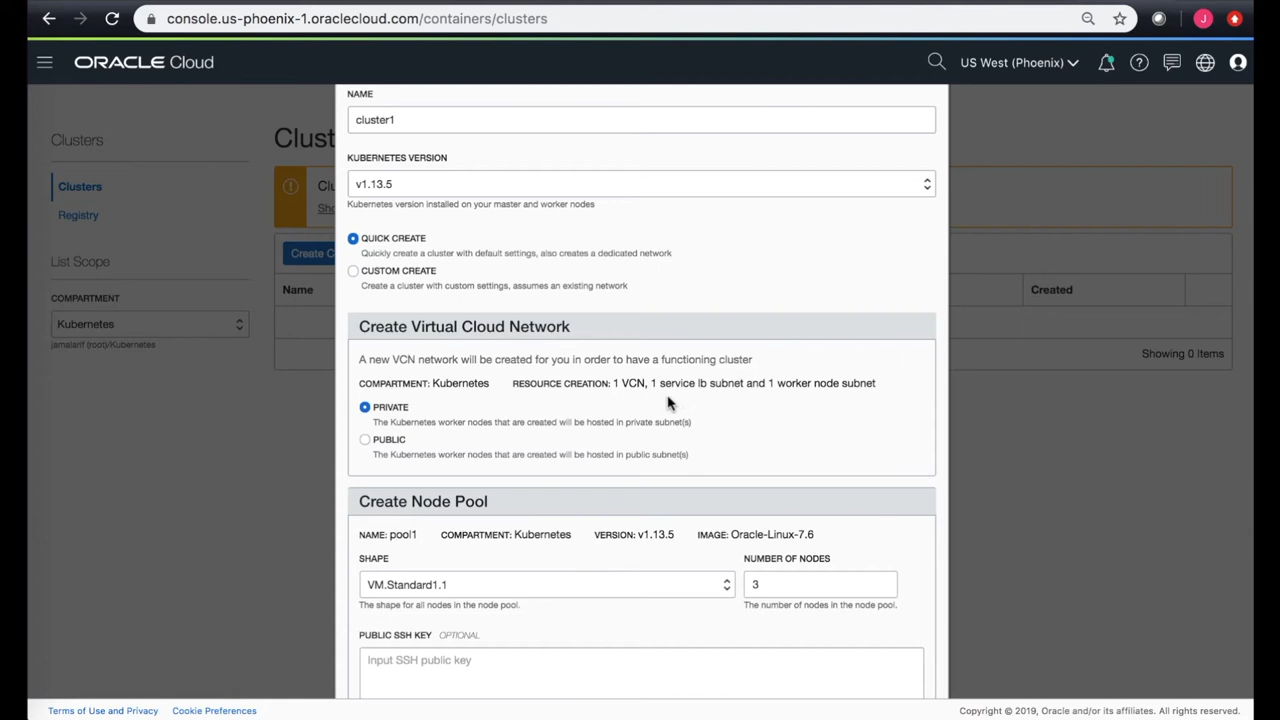 console.us-phoenix-1.oraclecloud.com/containers/clusters
J
ORACLE Cloud
US West (Phoenix)
Clusters
Clusters
Registry
List Scope
COMPARTMENT
Kubernetes
jamalarif (root)/Kubernetes
Clust
Clu
Sho
Create C
Name
Created
Showing 0 Items
NAME
cluster1
KUBERNETES VERSION
v1.13.5
Kubernetes version installed on your master and worker nodes
QUICK CREATE
Quickly create a cluster with default settings, also creates a dedicated network
CUSTOM CREATE
Create a cluster with custom settings, assumes an existing network
Create Virtual Cloud Network
A new VCN network will be created for you in order to have a functioning cluster
COMPARTMENT: Kubernetes RESOURCE CREATION: 1 VCN, 1 service lb subnet and 1 worker node subnet
PRIVATE
The Kubernetes worker nodes that are created will be hosted in private subnet(s)
PUBLIC
The Kubernetes worker nodes that are created will be hosted in public subnet(s)
Create Node Pool
NAME: pool1 COMPARTMENT: Kubernetes VERSION: v1.13.5 IMAGE: Oracle-Linux-7.6
SHAPE NUMBER OF NODES
VM.Standard1.1 3
The shape for all nodes in the node pool. The number of nodes in the node pool.
PUBLIC SSH KEY OPTIONAL
Input SSH public key
Terms of Use and Privacy Cookie Preferences
Copyright © 2019, Oracle and/or its affiliates. All rights reserved.